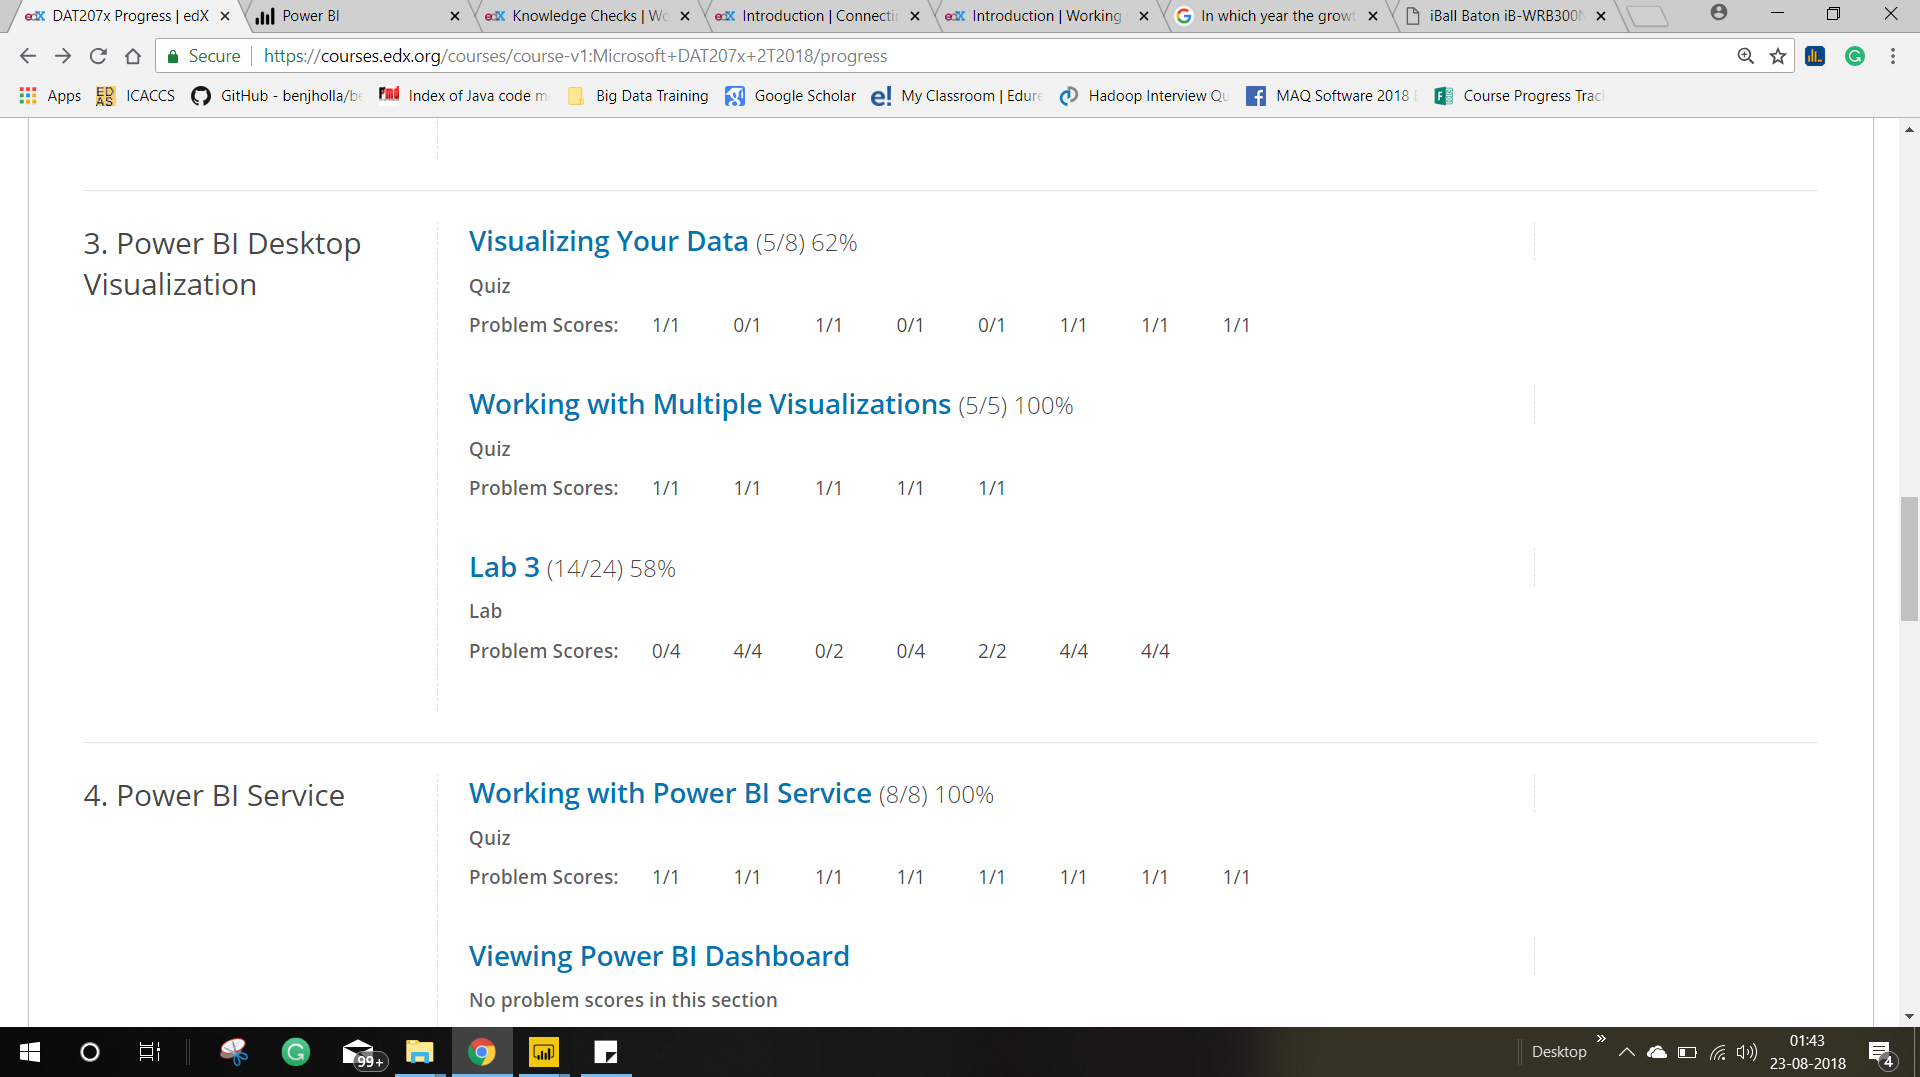 DAT207x Progress | edX
Power BI
Knowledge Checks | Wo
Introduction | Connectin
Introduction | Working
In which year the growt
iBall Baton iB-WRB300N
Secure
https://courses.edx.org/courses/course-v1:Microsoft+DAT207x+2T2018/progress
Apps
ICACCS
GitHub - benjholla/be
Index of Java code m
Big Data Training
Google Scholar
My Classroom | Edure
Hadoop Interview Qu
MAQ Software 2018
Course Progress Trac
3. Power BI Desktop
Visualization
Visualizing Your Data (5/8) 62%
Quiz
Problem Scores: 1/1 0/1 1/1 0/1 0/1 1/1 1/1 1/1
Working with Multiple Visualizations (5/5) 100%
Quiz
Problem Scores: 1/1 1/1 1/1 1/1 1/1
Lab 3 (14/24) 58%
Lab
Problem Scores: 0/4 4/4 0/2 0/4 2/2 4/4 4/4
4. Power BI Service
Working with Power BI Service (8/8) 100%
Quiz
Problem Scores: 1/1 1/1 1/1 1/1 1/1 1/1 1/1 1/1
Viewing Power BI Dashboard
No problem scores in this section
99+
Desktop
01:43
23-08-2018
4